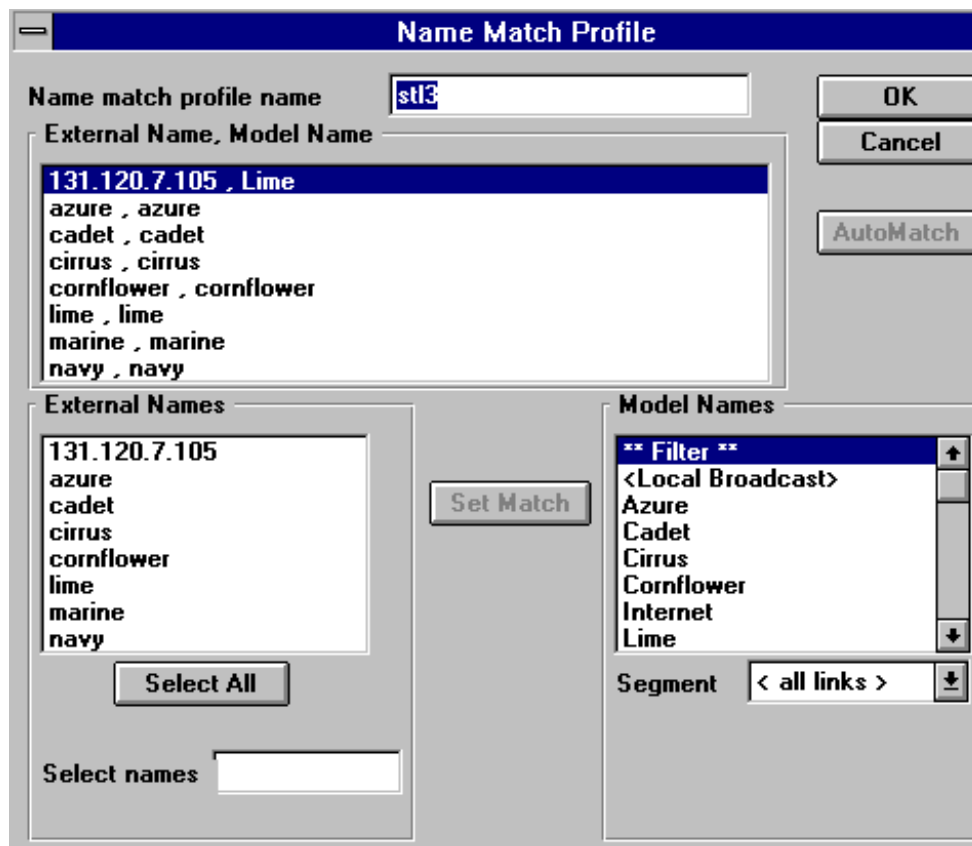 Name Match Profile
Name match profile name
stl3
OK
Cancel
AutoMatch
External Name, Model Name
131.120.7.105 , Lime
azure , azure
cadet , cadet
cirrus , cirrus
cornflower , cornflower
lime , lime
marine , marine
navy , navy
External Names
131.120.7.105
azure
cadet
cirrus
cornflower
lime
marine
navy
Select All
Select names
Set Match
Model Names
** Filter **
<Local Broadcast>
Azure
Cadet
Cirrus
Cornflower
Internet
Lime
Segment
< all links >